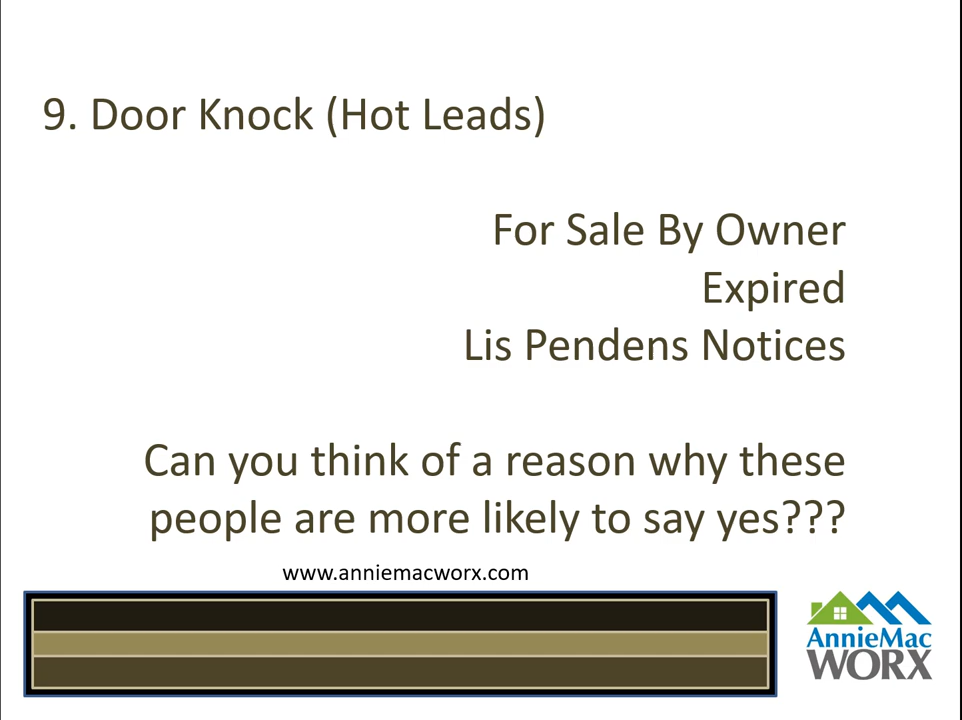 9. Door Knock (Hot Leads)
For Sale By Owner
Expired
Lis Pendens Notices
Can you think of a reason why these
people are more likely to say yes???
www.anniemacworx.com
AnnieMac
WORX